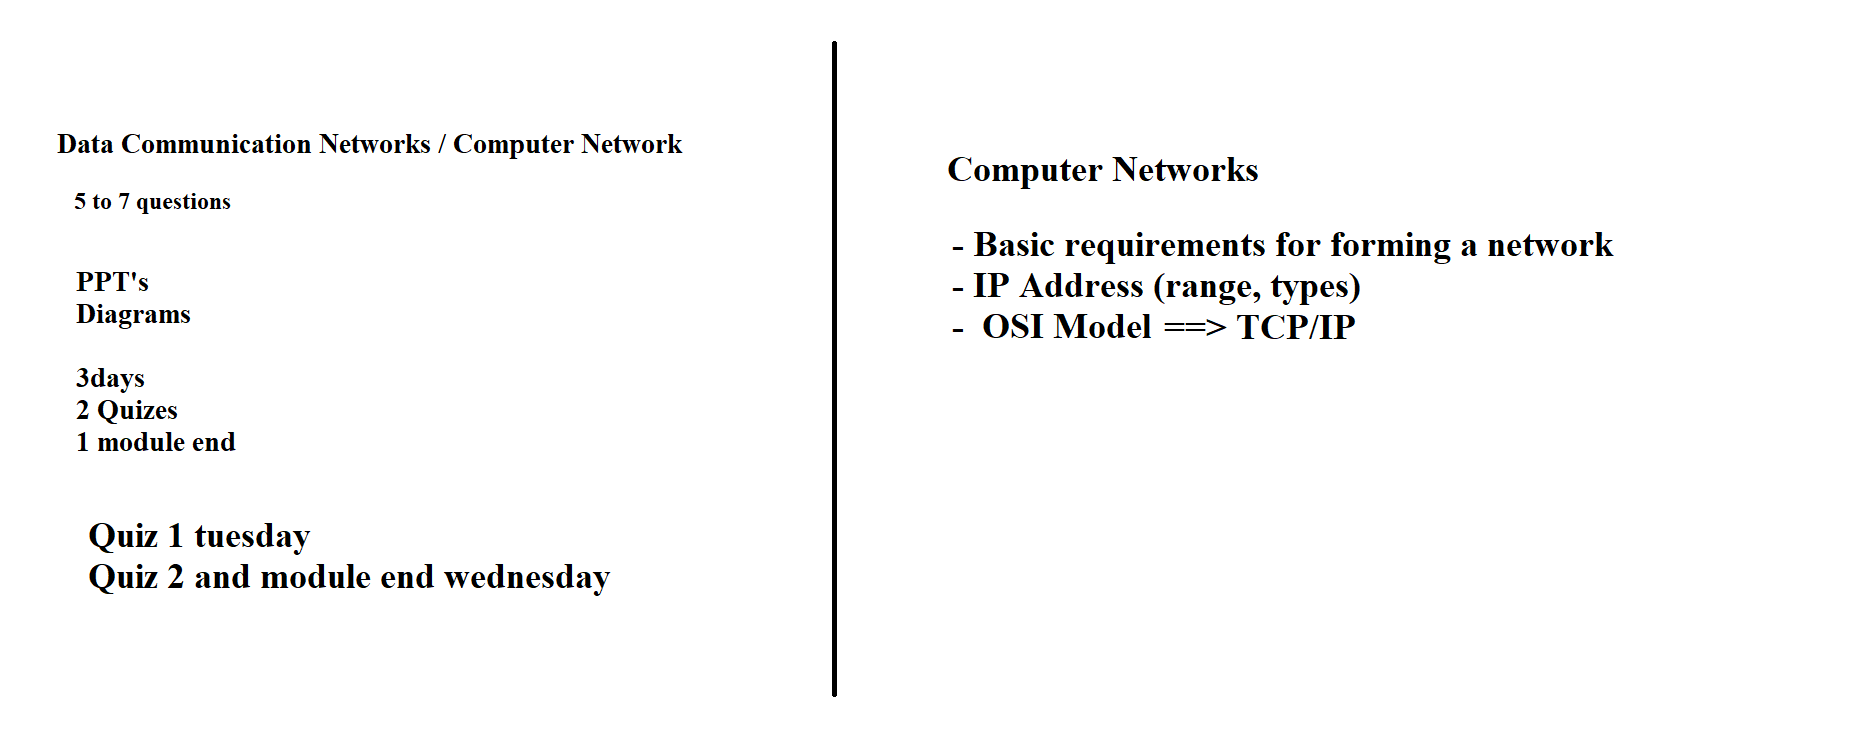 Data Communication Networks / Computer Network
5 to 7 questions
PPT's
Diagrams
3days
2 Quizes
1 module end
Quiz 1 tuesday
Quiz 2 and module end wednesday
Computer Networks
- Basic requirements for forming a network
- IP Address (range, types)
- OSI Model ==> TCP/IP